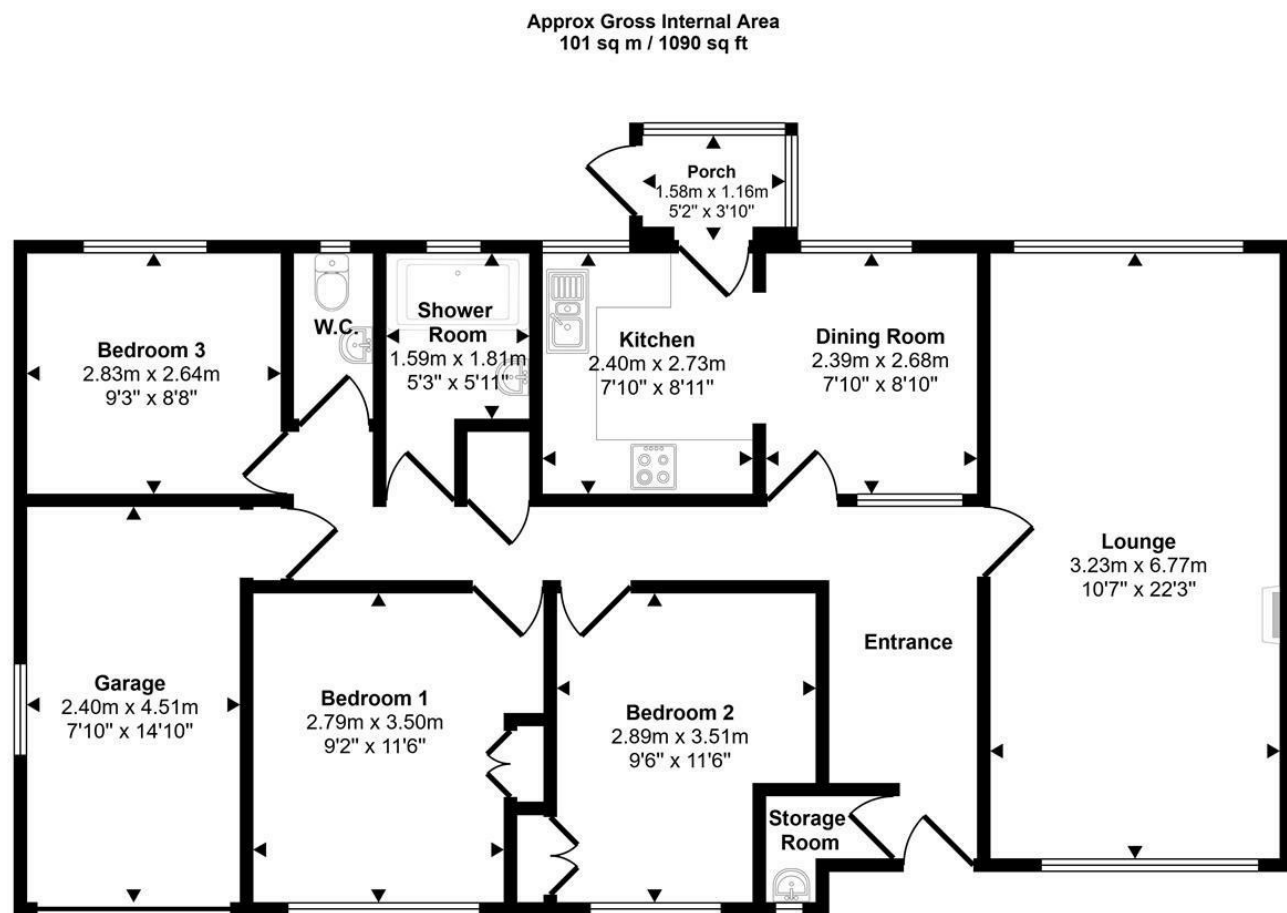 Approx Gross Internal Area
101 sq m / 1090 sq ft
Porch
1.58m x 1.16m
5'2" x 3'10"
Bedroom 3
2.83m x 2.64m
9'3" x 8'8"
W.C.
Shower
Room
1.59m x 1.81m
5'3" x 5'11"
Kitchen
2.40m x 2.73m
7'10" x 8'11"
Dining Room
2.39m x 2.68m
7'10" x 8'10"
Lounge
3.23m x 6.77m
10'7" x 22'3"
Entrance
Garage
2.40m x 4.51m
7'10" x 14'10"
Bedroom 1
2.79m x 3.50m
9'2" x 11'6"
Bedroom 2
2.89m x 3.51m
9'6" x 11'6"
Storage
Room